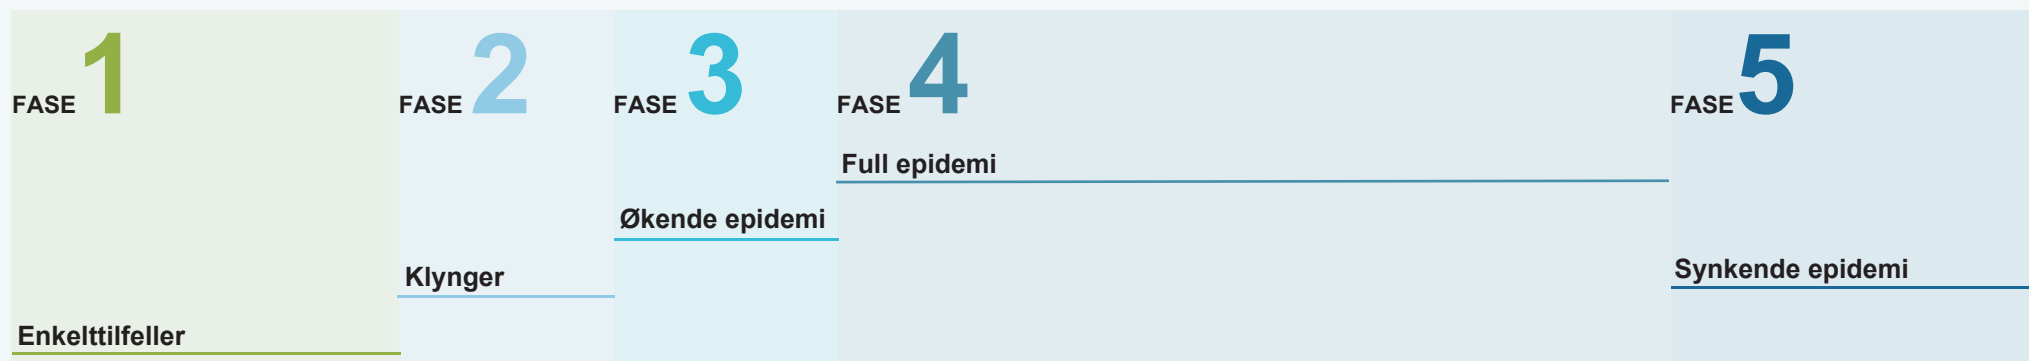 FASE 1
Enkelttilfeller
FASE 2
Klynger
FASE 3
Økende epidemi
FASE 4
Full epidemi
FASE 5
Synkende epidemi